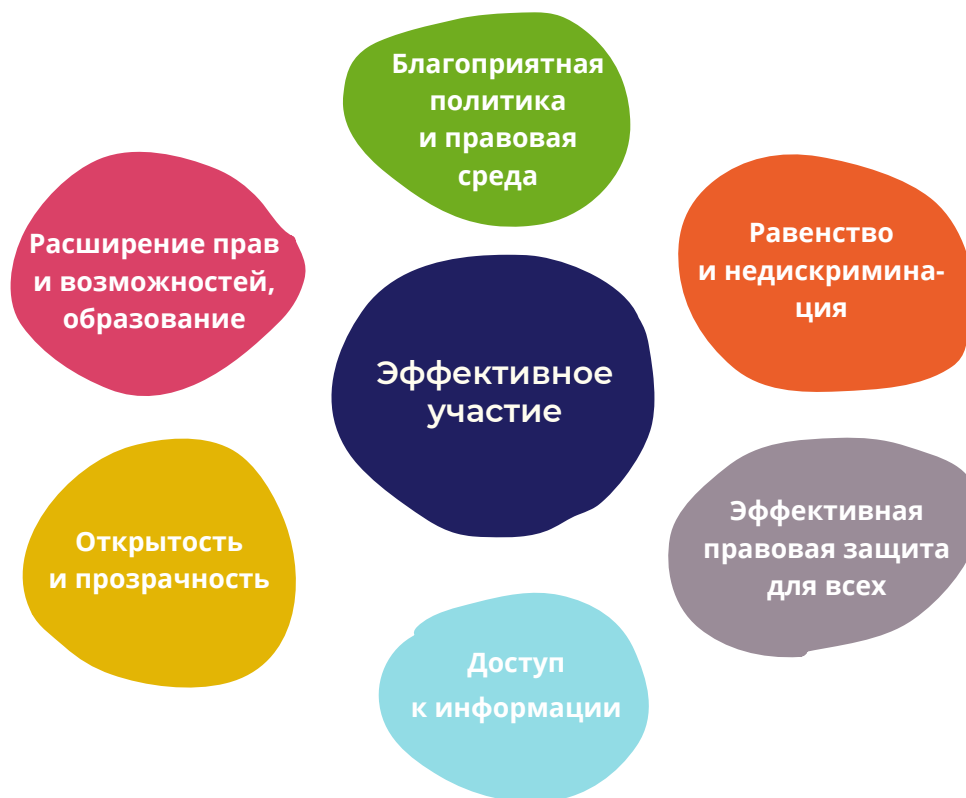 Благоприятная
политика
и правовая
среда
Расширение прав
и возможностей,
образование
Равенство
и недискримина-
ция
Эффективное
участие
Открытость
и прозрачность
Эффективная
правовая защита
для всех
Доступ
к информации